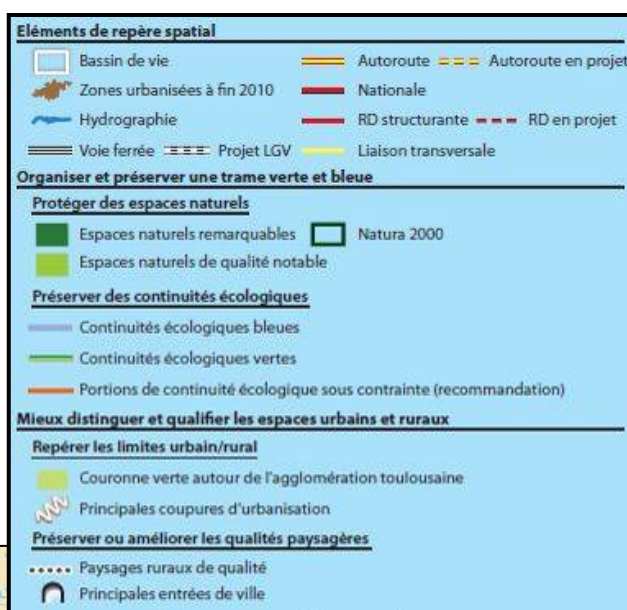 Eléments de repère spatial
Bassin de vie
Autoroute
Autoroute en projet
Zones urbanisées à fin 2010
Nationale
Hydrographie
RD structurante
RD en projet
Voie ferrée
Projet LGV
Liaison transversale
Organiser et préserver une trame verte et bleue
Protéger des espaces naturels
Espaces naturels remarquables
Natura 2000
Espaces naturels de qualité notable
Préserver des continuités écologiques
Continuités écologiques bleues
Continuités écologiques vertes
Portions de continuité écologique sous contrainte (recommandation)
Mieux distinguer et qualifier les espaces urbains et ruraux
Repérer les limites urbain/rural
Couronne verte autour de l'agglomération toulousaine
Principales coupures d'urbanisation
Préserver ou améliorer les qualités paysagères
Paysages ruraux de qualité
Principales entrées de ville